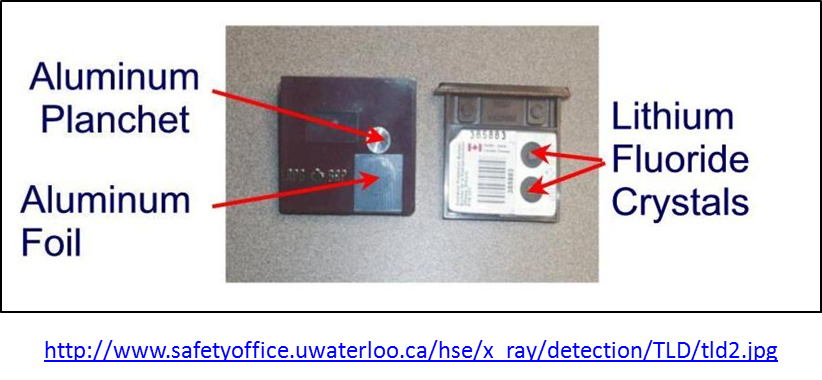 Aluminum
Planchet
Aluminum
Foil
385883
385883
Lithium
Fluoride
Crystals
http://www.safetyoffice.uwaterloo.ca/hse/x_ray/detection/TLD/tld2.jpg